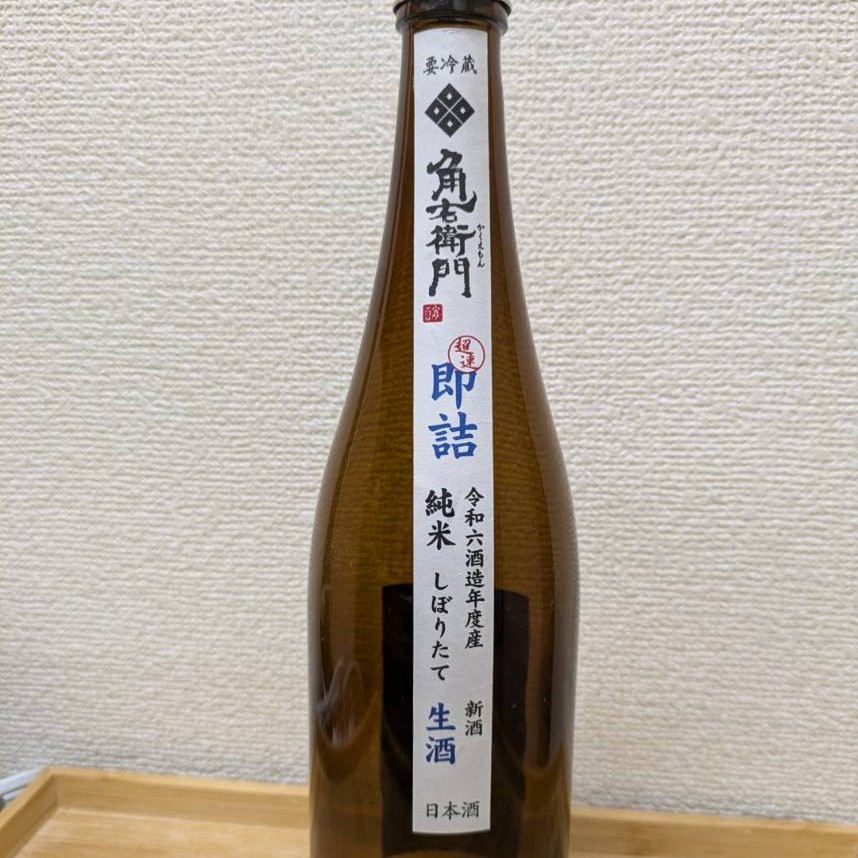 要冷蔵
角右衛門
かくえもん
超速
即詰
令和六酒造年度産
新酒
純米 しぼりたて
生酒
日本酒